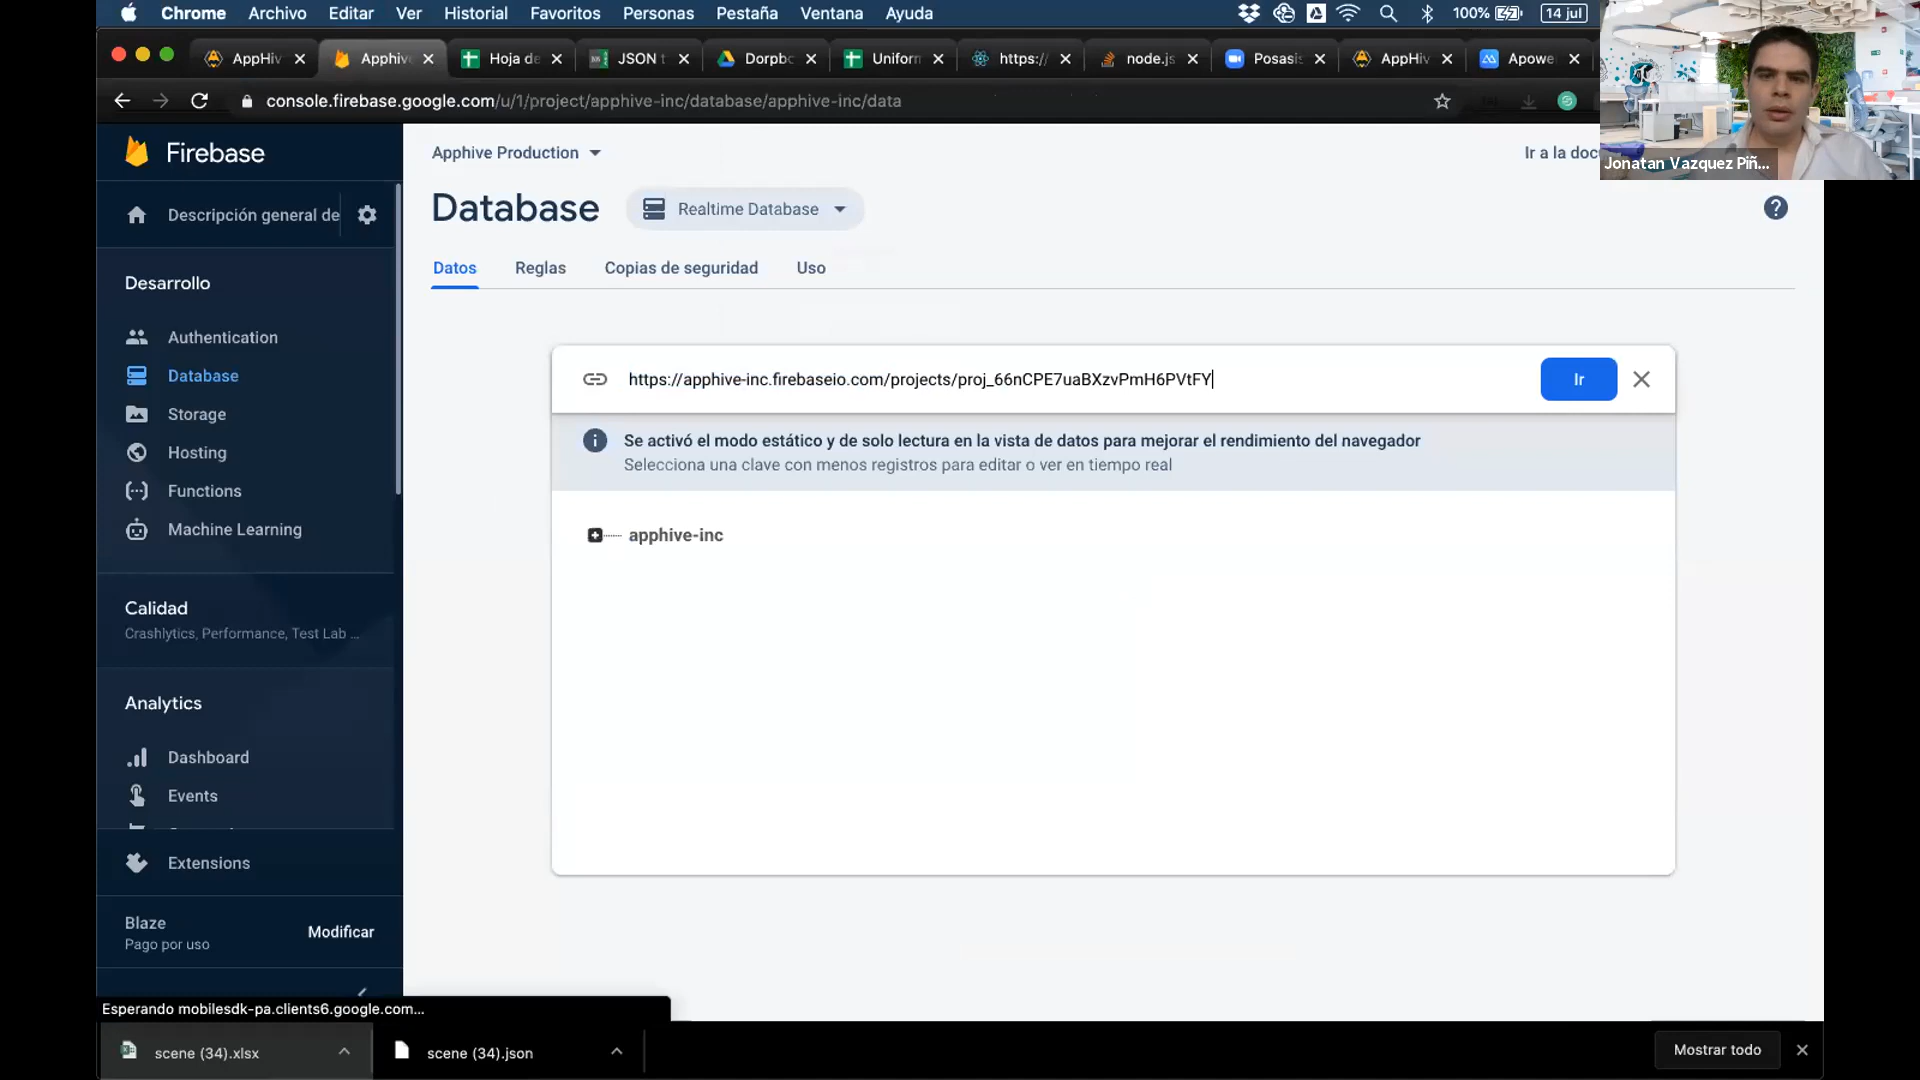 Chrome Archivo Editar Ver Historial Favoritos Personas Pestaña Ventana Ayuda 100% 14 jul
AppHiv Apphive Hoja de JSON t Dorpbo Uniform https:// node.js Posasis AppHiv Apowe
console.firebase.google.com/u/1/project/apphive-inc/database/apphive-inc/data
Jonatan Vazquez Piñ...
Firebase
Apphive Production
Ir a la doc
Descripción general de
Database
Realtime Database
Datos Reglas Copias de seguridad Uso
Desarrollo
Authentication
Database
Storage
Hosting
Functions
Machine Learning
https://apphive-inc.firebaseio.com/projects/proj_66nCPE7uaBXzvPmH6PVtFY
Ir
Se activó el modo estático y de solo lectura en la vista de datos para mejorar el rendimiento del navegador
Selecciona una clave con menos registros para editar o ver en tiempo real
apphive-inc
Calidad
Crashlytics, Performance, Test Lab ...
Analytics
Dashboard
Events
Extensions
Blaze
Pago por uso
Modificar
Esperando mobilesdk-pa.clients6.google.com...
scene (34).xlsx
scene (34).json
Mostrar todo